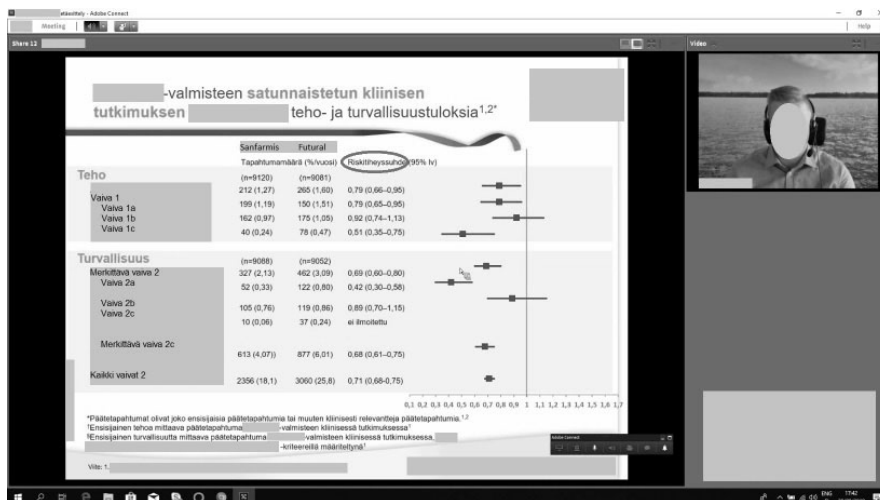 etäesittely - Adobe Connect
Meeting
Help
Share 12
Video
-valmisteen satunnaistetun kliinisen
tutkimuksen teho- ja turvallisuustuloksia1,2*
Sanfarmis Futural
Tapahtumamäärä (%/vuosi) Riskitiheyssuhde (95% lv)
Teho
(n=9120) (n=9081)
212 (1,27) 265 (1,60) 0,79 (0,66–0,95)
Vaiva 1
199 (1,19) 150 (1,51) 0,79 (0,65–0,95)
Vaiva 1a
Vaiva 1b 162 (0,97) 175 (1,05) 0,92 (0,74–1,13)
Vaiva 1c
40 (0,24) 78 (0,47) 0,51 (0,35–0,75)
Turvallisuus
(n=9088) (n=9052)
Merkittävä vaiva 2 327 (2,13) 462 (3,09) 0,69 (0,60–0,80)
Vaiva 2a 52 (0,33) 122 (0,80) 0,42 (0,30–0,58)
Vaiva 2b
105 (0,76) 119 (0,86) 0,89 (0,70–1,15)
Vaiva 2c
10 (0,06) 37 (0,24) ei ilmoitettu
Merkittävä vaiva 2c
613 (4,07)) 877 (6,01) 0,68 (0,61–0,75)
Kaikki vaivat 2
2356 (18,1) 3060 (25,8) 0,71 (0,68-0,75)
0,1 0,2 0,3 0,4 0,5 0,6 0,7 0,8 0,9 1 1,1 1,2 1,3 1,4 1,5 1,6 1,7
*Päätetapahtumat olivat joko ensisijaisia päätetapahtumia tai muuten kliinisesti relevantteja päätetapahtumia.1,2
†Ensisijainen tehoa mittaava päätetapahtuma -valmisteen kliinisessä tutkimuksessa1
Ensisijainen turvallisuutta mittaava päätetapahtuma valmisteen kliinisessä tutkimuksessa,
-kriteereillä määriteltynä1
Adobe Connect
Viite: 1.
ENG 17.42